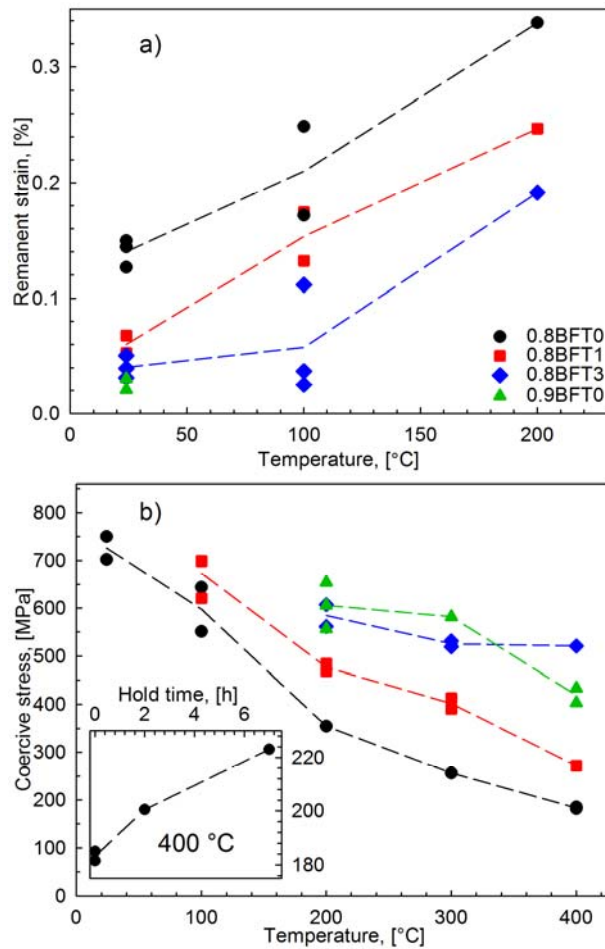 a)
Remanent strain, [%]
0.3
0.2
0.1
0.0
0 50 100 150 200
Temperature, [°C]
0.8BFT0
0.8BFT1
0.8BFT3
0.9BFT0
b)
Coercive stress, [MPa]
800
700
600
500
400
300
200
100
0
Hold time, [h]
0 2 4 6
220
200
180
400 °C
0 100 200 300 400
Temperature, [°C]